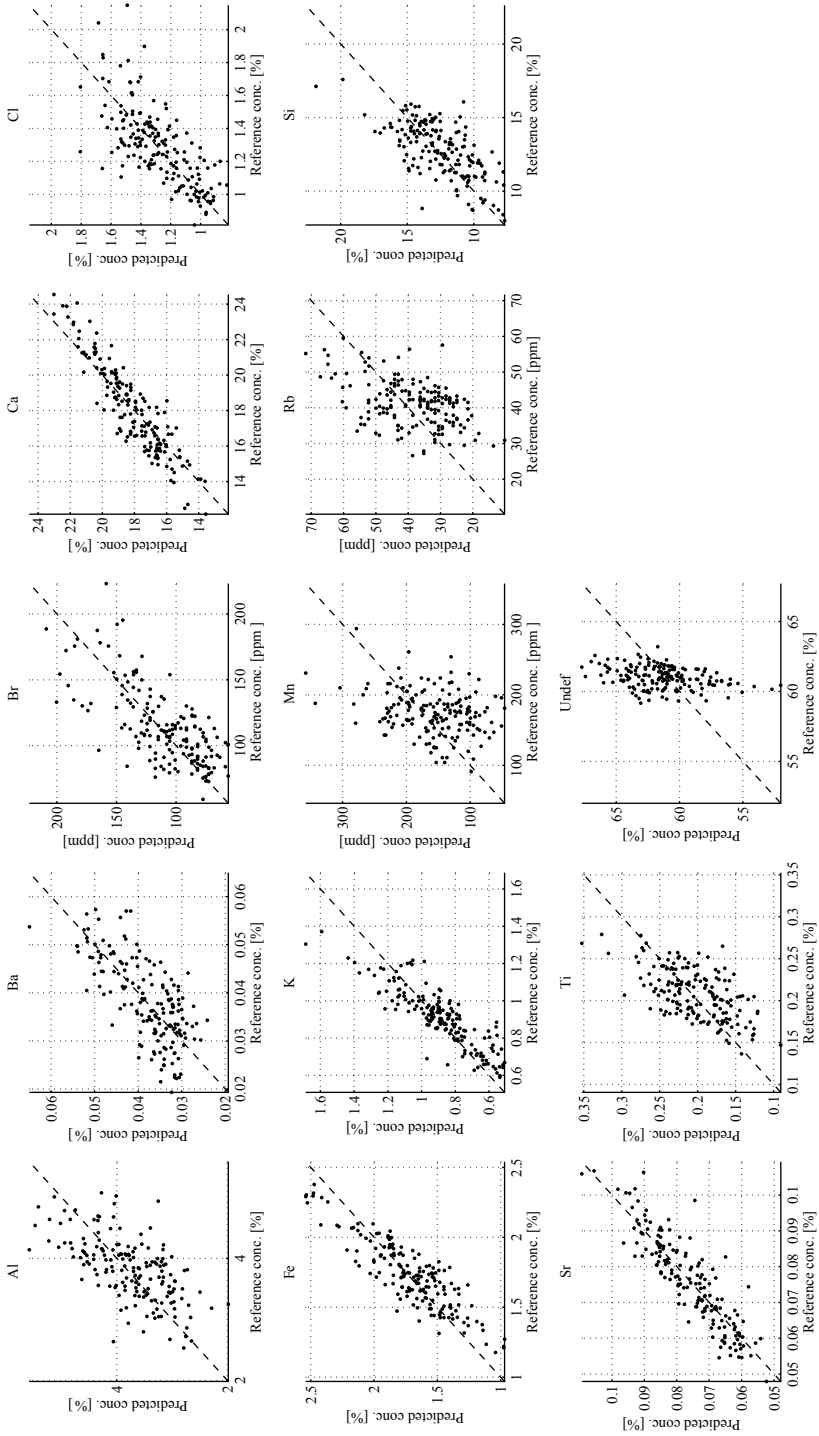 Al
4
2
Predicted conc. [%]
2 4
Reference conc. [%]
Ba
0.06
0.05
0.04
0.03
0.02
Predicted conc. [%]
0.02 0.03 0.04 0.05 0.06
Reference conc. [%]
Br
200
150
100
Predicted conc. [ppm]
100 150 200
Reference conc. [ppm]
Ca
24
22
20
18
16
14
Predicted conc. [%]
14 16 18 20 22 24
Reference conc. [%]
Cl
2
1.8
1.6
1.4
1.2
1
Predicted conc. [%]
1 1.2 1.4 1.6 1.8 2
Reference conc. [%]
Fe
2.5
2
1.5
1
Predicted conc. [%]
1 1.5 2 2.5
Reference conc. [%]
K
1.6
1.4
1.2
1
0.8
0.6
Predicted conc. [%]
0.6 0.8 1 1.2 1.4 1.6
Reference conc. [%]
Mn
300
200
100
Predicted conc. [ppm]
100 200 300
Reference conc. [ppm]
Rb
70
60
50
40
30
20
Predicted conc. [ppm]
20 30 40 50 60 70
Reference conc. [ppm]
Si
20
15
10
Predicted conc. [%]
10 15 20
Reference conc. [%]
Sr
0.1
0.09
0.08
0.07
0.06
0.05
Predicted conc. [%]
0.05 0.06 0.07 0.08 0.09 0.1
Reference conc. [%]
Ti
0.35
0.3
0.25
0.2
0.15
0.1
Predicted conc. [%]
0.1 0.15 0.2 0.25 0.3 0.35
Reference conc. [%]
Undef
65
60
55
Predicted conc. [%]
55 60 65
Reference conc. [%]